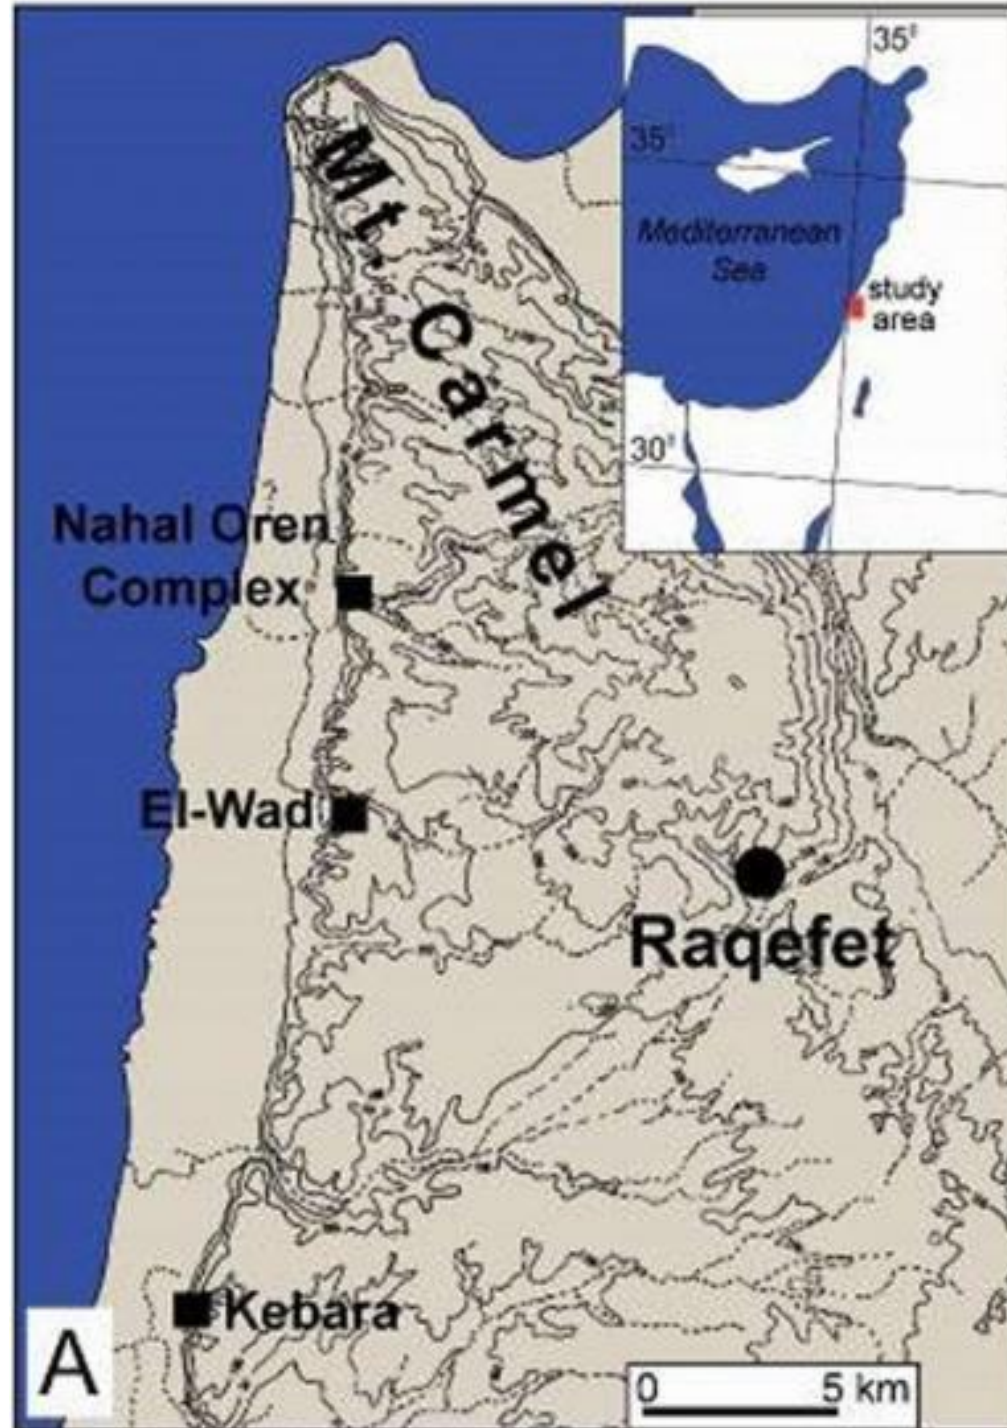 35°
35°
Mediterranean
Sea
study
area
30°
Mt. Carmel
?
Nahal Oren
Complex
El-Wad
Raqefet
Kebara
A
0 5 km